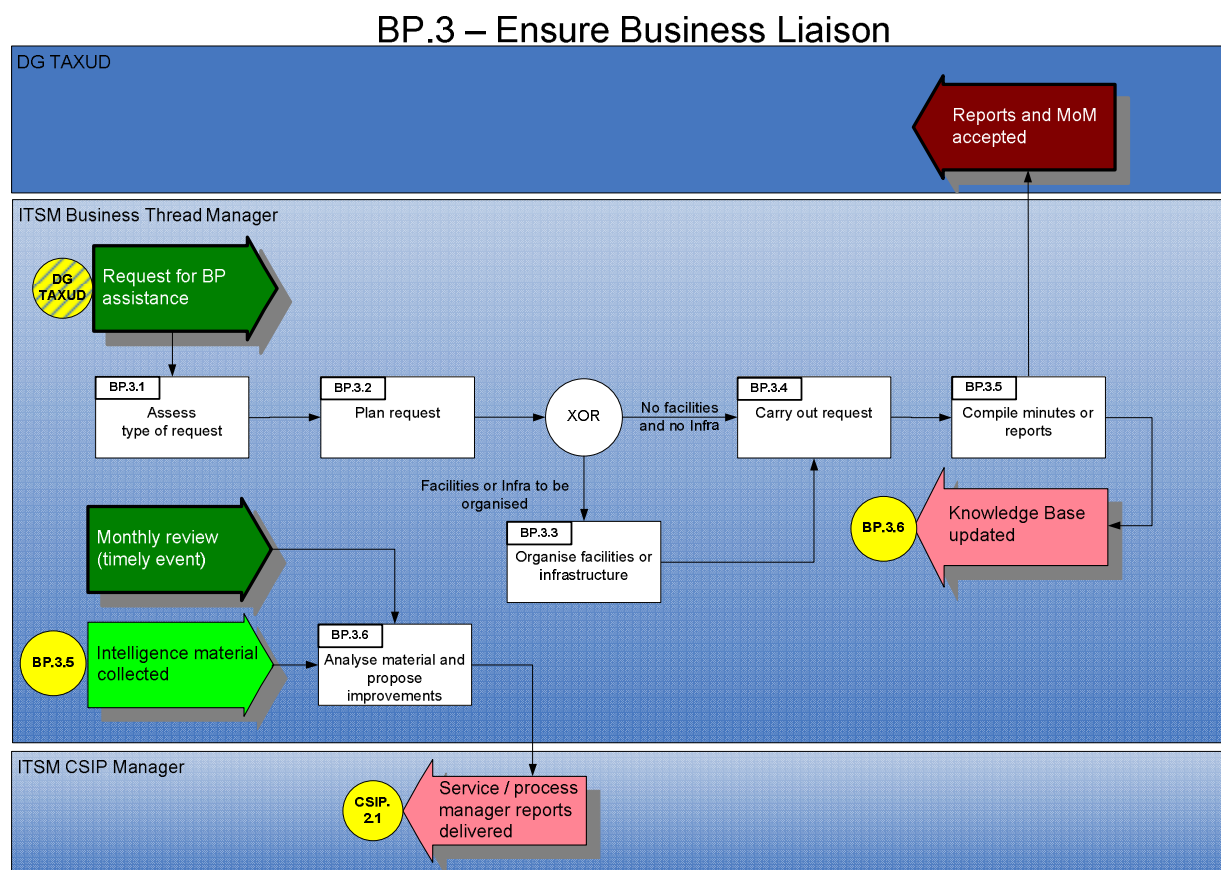 BP.3 – Ensure Business Liaison
DG TAXUD
Reports and MoM
accepted
ITSM Business Thread Manager
DG
TAXUD
Request for BP
assistance
BP.3.1
Assess
type of request
BP.3.2
Plan request
XOR
No facilities
and no Infra
BP.3.4
Carry out request
BP.3.5
Compile minutes or
reports
Facilities or Infra to be
organised
BP.3.3
Organise facilities or
infrastructure
BP.3.6
Knowledge Base
updated
Monthly review
(timely event)
BP.3.5
Intelligence material
collected
BP.3.6
Analyse material and
propose
improvements
ITSM CSIP Manager
CSIP.
2.1
Service / process
manager reports
delivered